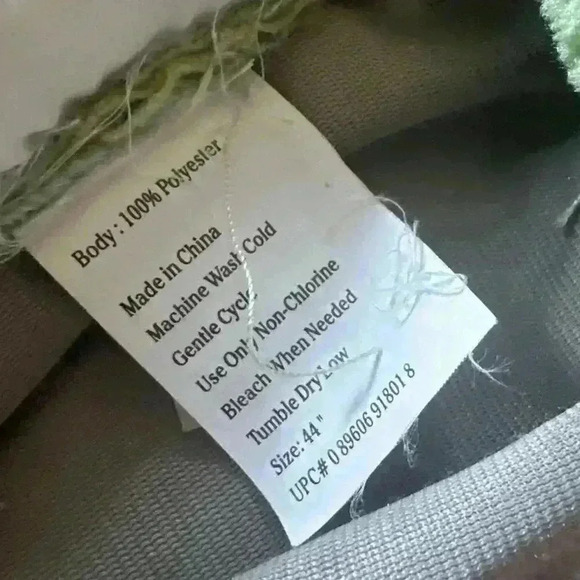 Body : 100% Polyester
Made in China
Machine Wash Cold
Gentle Cycle
Use Only Non-Chlorine
Bleach When Needed
Tumble Dry Low
Size: 44"
UPC# 0 89606 91801 8